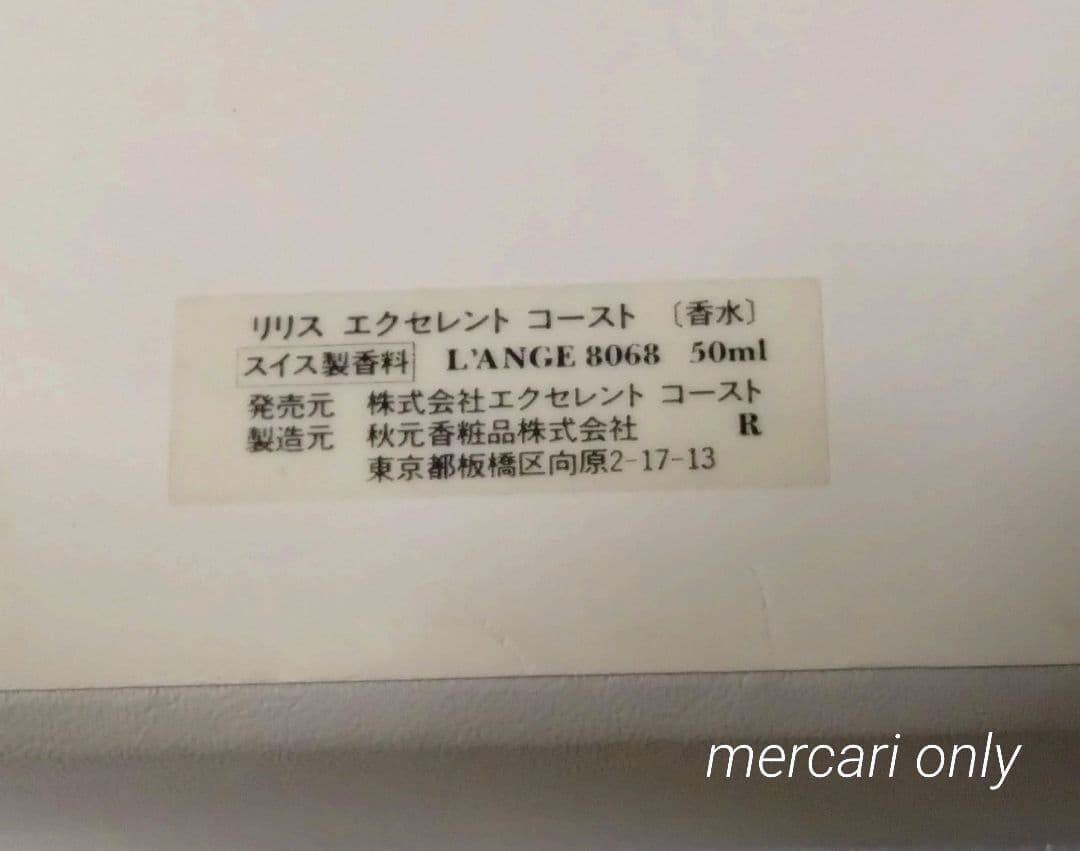 リリス エクセレント コースト 〔香水〕
スイス製香料 L'ANGE 8068 50ml
発売元 株式会社エクセレント コースト
製造元 秋元香粧品株式会社 R
東京都板橋区向原2-17-13
mercari only